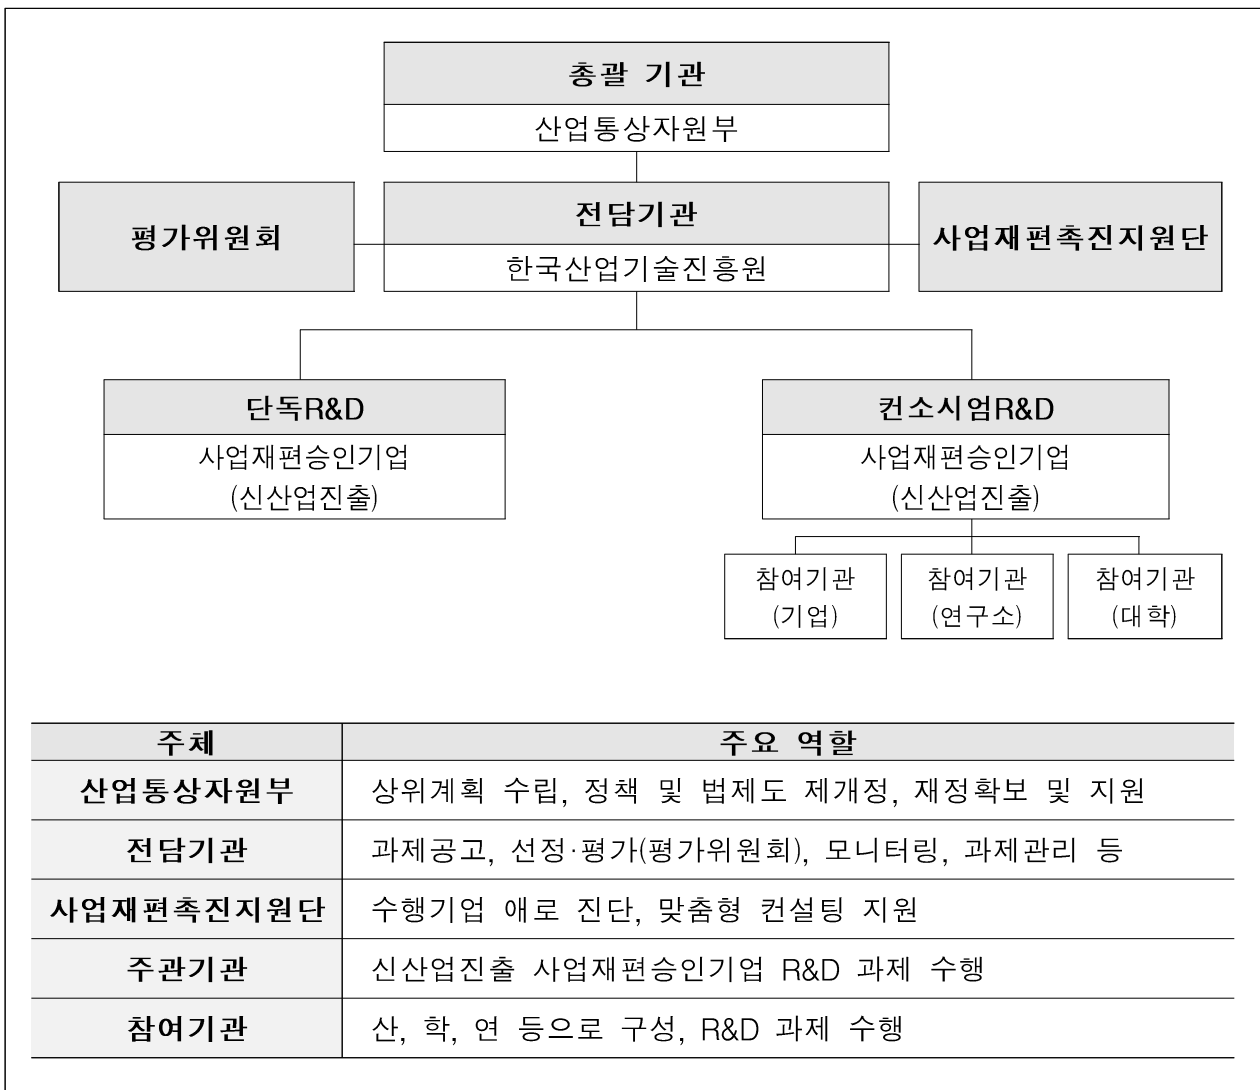 총괄 기관
산업통상자원부
평가위원회
전담기관
한국산업기술진흥원
사업재편촉진지원단
단독R&D
사업재편승인기업
(신산업진출)
컨소시엄R&D
사업재편승인기업
(신산업진출)
참여기관
(기업)
참여기관
(연구소)
참여기관
(대학)
주체 주요 역할
산업통상자원부 상위계획 수립, 정책 및 법제도 제개정, 재정확보 및 지원
전담기관 과제공고, 선정·평가(평가위원회), 모니터링, 과제관리 등
사업재편촉진지원단 수행기업 애로 진단, 맞춤형 컨설팅 지원
주관기관 신산업진출 사업재편승인기업 R&D 과제 수행
참여기관 산, 학, 연 등으로 구성, R&D 과제 수행